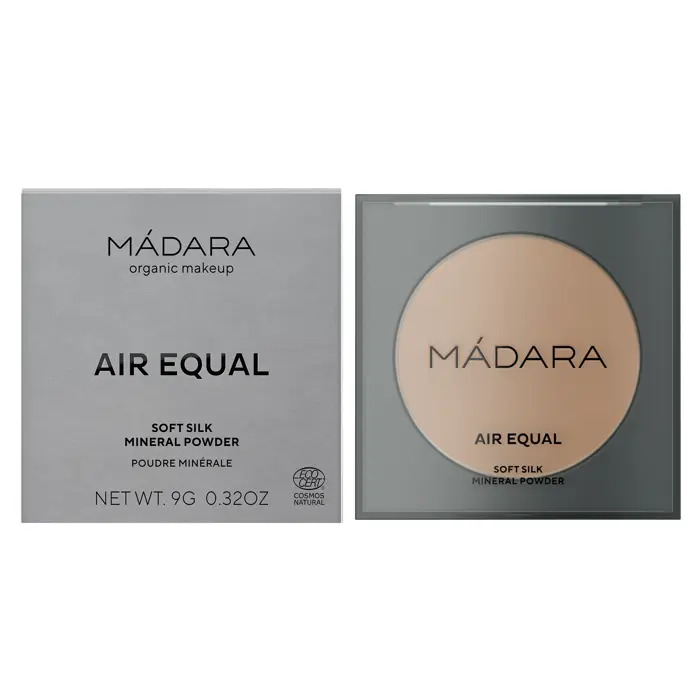 MÁDARA
organic makeup
AIR EQUAL
SOFT SILK
MINERAL POWDER
POUDRE MINÉRALE
NET WT. 9G 0.32OZ
ECO
CERT
COSMOS
NATURAL
MÁDARA
AIR EQUAL
SOFT SILK
MINERAL POWDER